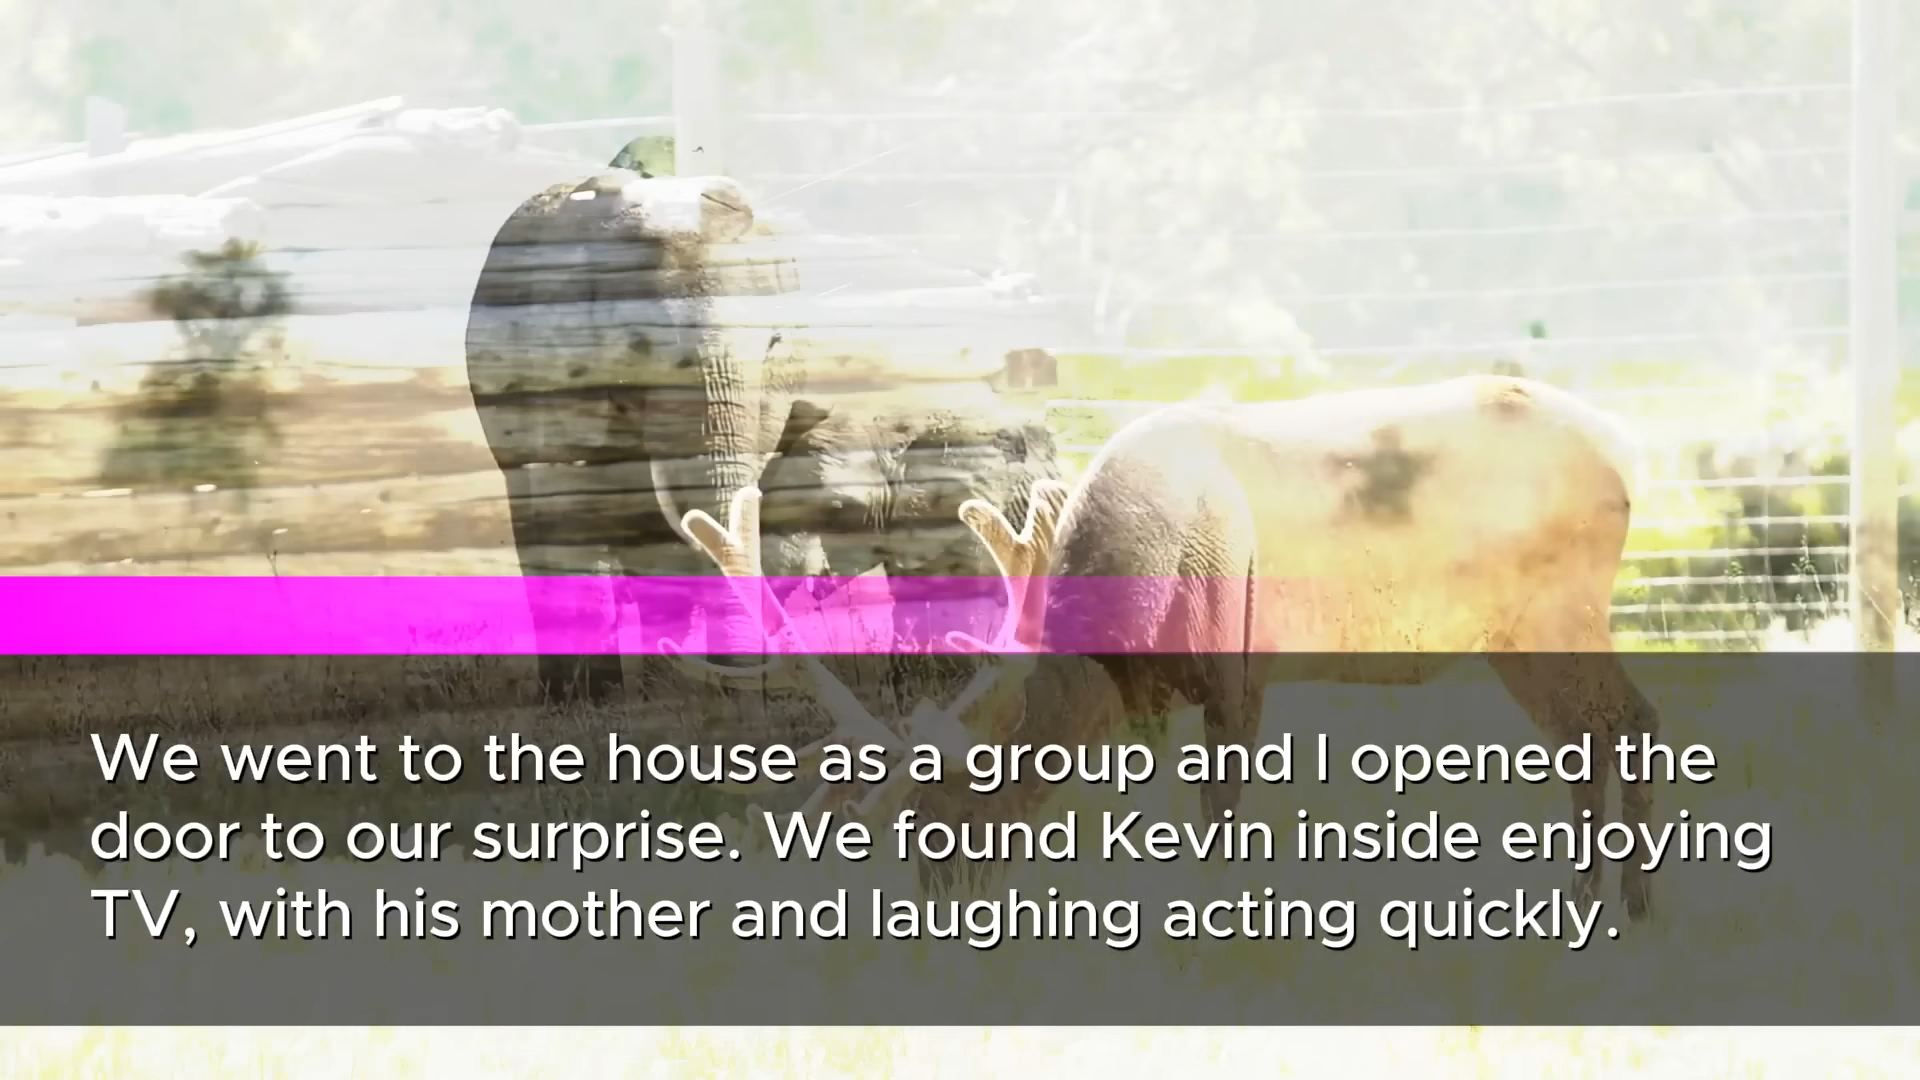 We went to the house as a group and I opened the
door to our surprise. We found Kevin inside enjoying
TV, with his mother and laughing acting quickly.